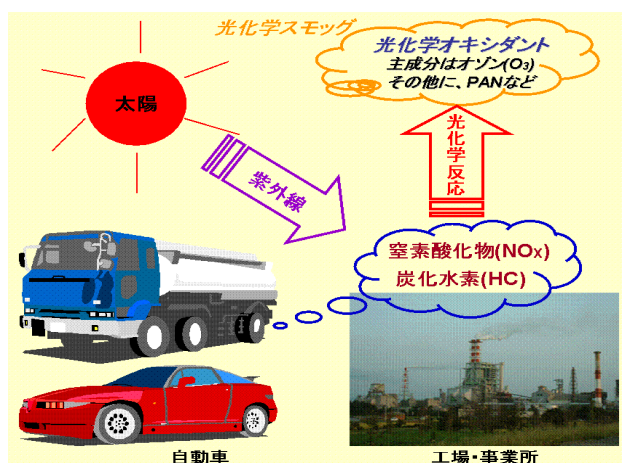 光化学スモッグ
光化学オキシダント
主成分はオゾン(O₃)
その他に、PANなど
太陽
紫外線
光化学反応
窒素酸化物(NOx)
炭化水素(HC)
自動車
工場・事業所